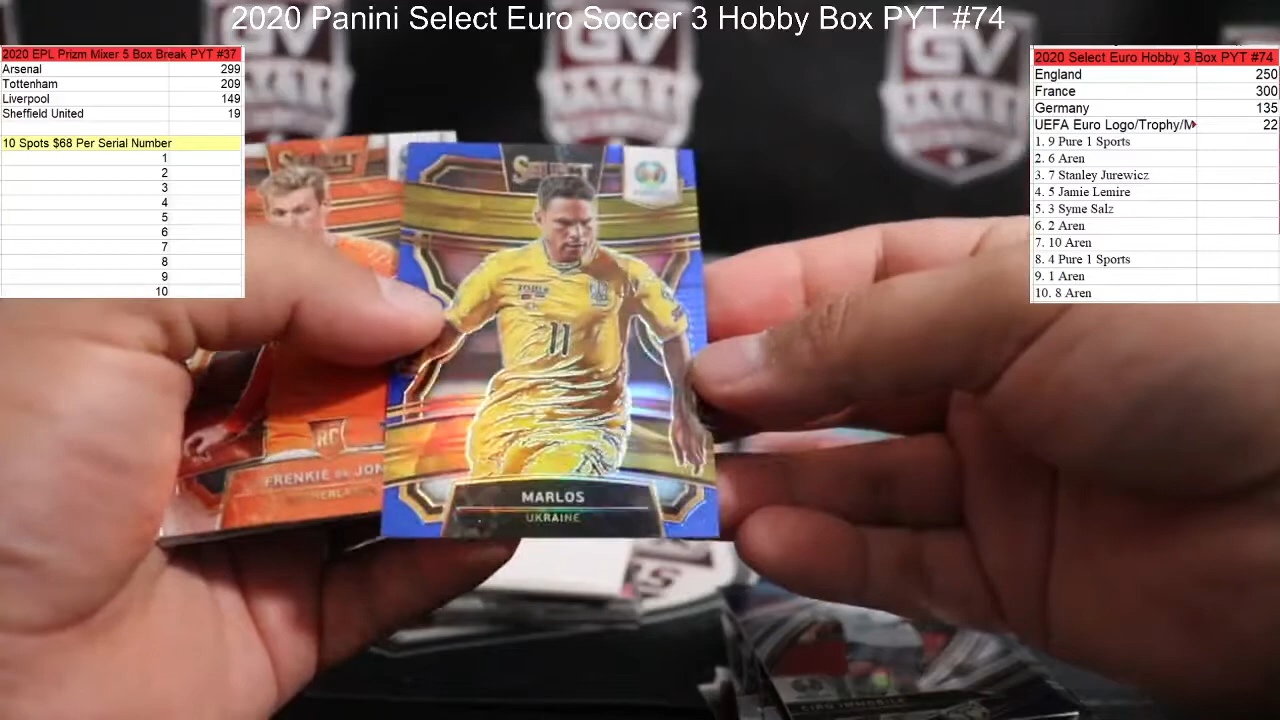 2020 Panini Select Euro Soccer 3 Hobby Box PYT #74
2020 EPL Prizm Mixer 5 Box Break PYT #37
Arsenal 299
Tottenham 209
Liverpool 149
Sheffield United 19
10 Spots $68 Per Serial Number
1
2
3
4
5
6
7
8
9
10
2020 Select Euro Hobby 3 Box PYT #74
England 250
France 300
Germany 135
UEFA Euro Logo/Trophy/M 22
1. 9 Pure 1 Sports
2. 6 Aren
3. 7 Stanley Jurewicz
4. 5 Jamie Lemire
5. 3 Syme Salz
6. 2 Aren
7. 10 Aren
8. 4 Pure 1 Sports
9. 1 Aren
10. 8 Aren
GV
GV
GV
SELECT
RC
FRENKIE DE JON
SELECT
11
MARLOS
UKRAINE
CIRO IMMOBILE